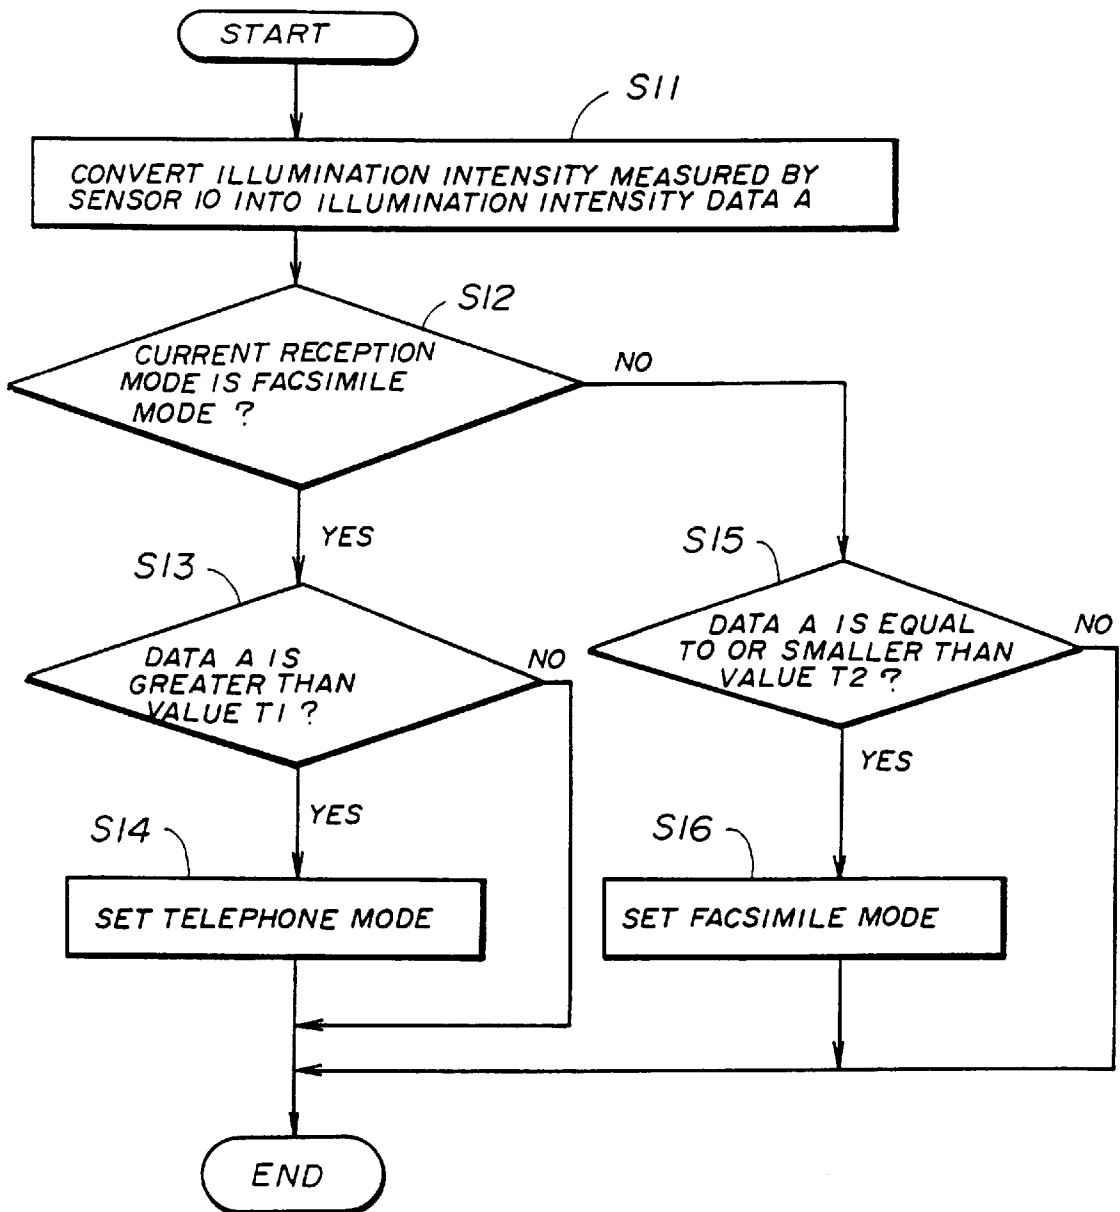 START
S11
CONVERT ILLUMINATION INTENSITY MEASURED BY
SENSOR 10 INTO ILLUMINATION INTENSITY DATA A
S12
CURRENT RECEPTION
MODE IS FACSIMILE
MODE ?
NO
YES
S13
DATA A IS
GREATER THAN
VALUE T1 ?
NO
YES
S14
SET TELEPHONE MODE
S15
DATA A IS EQUAL
TO OR SMALLER THAN
VALUE T2 ?
NO
YES
S16
SET FACSIMILE MODE
END